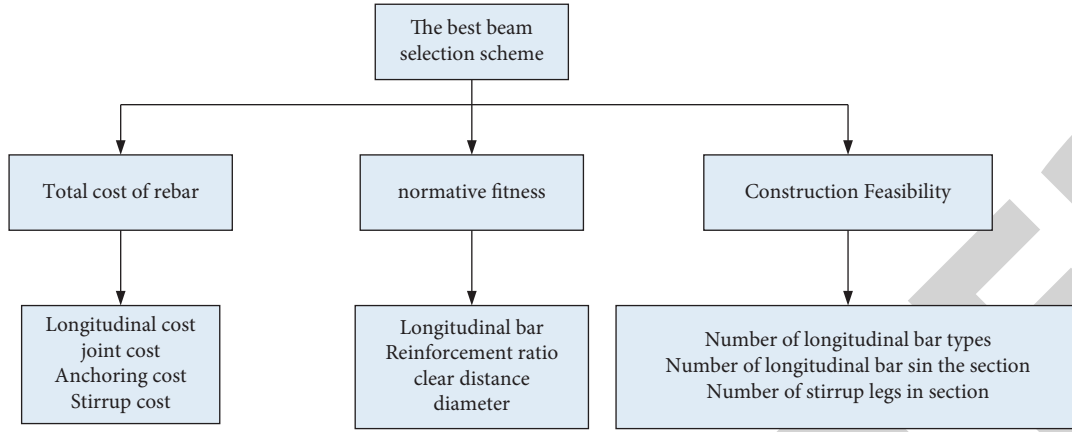 The best beam
selection scheme
Total cost of rebar
normative fitness
Construction Feasibility
Longitudinal cost
joint cost
Anchoring cost
Stirrup cost
Longitudinal bar
Reinforcement ratio
clear distance
diameter
Number of longitudinal bar types
Number of longitudinal bar sin the section
Number of stirrup legs in section